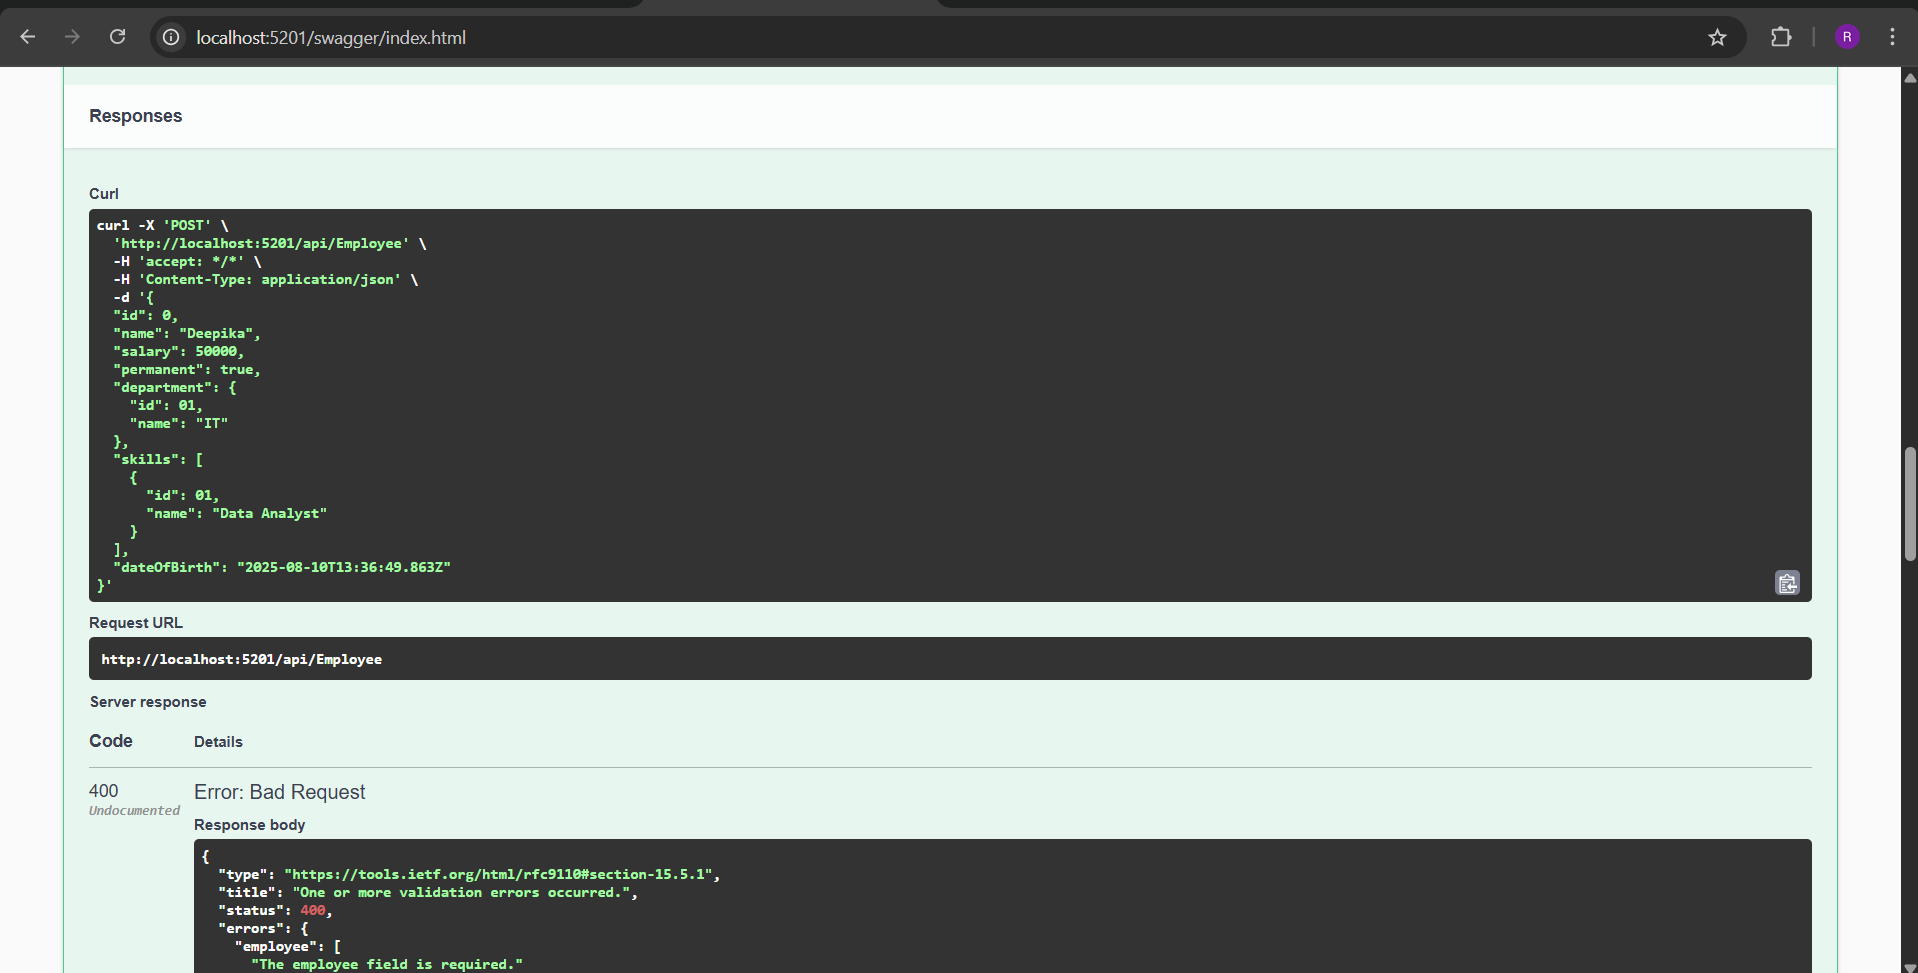 localhost:5201/swagger/index.html
R
Responses
Curl
curl -X 'POST' \
  'http://localhost:5201/api/Employee' \
  -H 'accept: */*' \
  -H 'Content-Type: application/json' \
  -d '{
  "id": 0,
  "name": "Deepika",
  "salary": 50000,
  "permanent": true,
  "department": {
    "id": 01,
    "name": "IT"
  },
  "skills": [
    {
      "id": 01,
      "name": "Data Analyst"
    }
  ],
  "dateOfBirth": "2025-08-10T13:36:49.863Z"
}'
Request URL
http://localhost:5201/api/Employee
Server response
Code Details
400 Error: Bad Request
Undocumented
Response body
{
  "type": "https://tools.ietf.org/html/rfc9110#section-15.5.1",
  "title": "One or more validation errors occurred.",
  "status": 400,
  "errors": {
    "employee": [
      "The employee field is required."